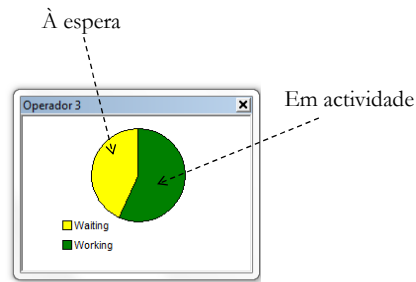 À espera
Em actividade
Operador 3
Waiting
Working